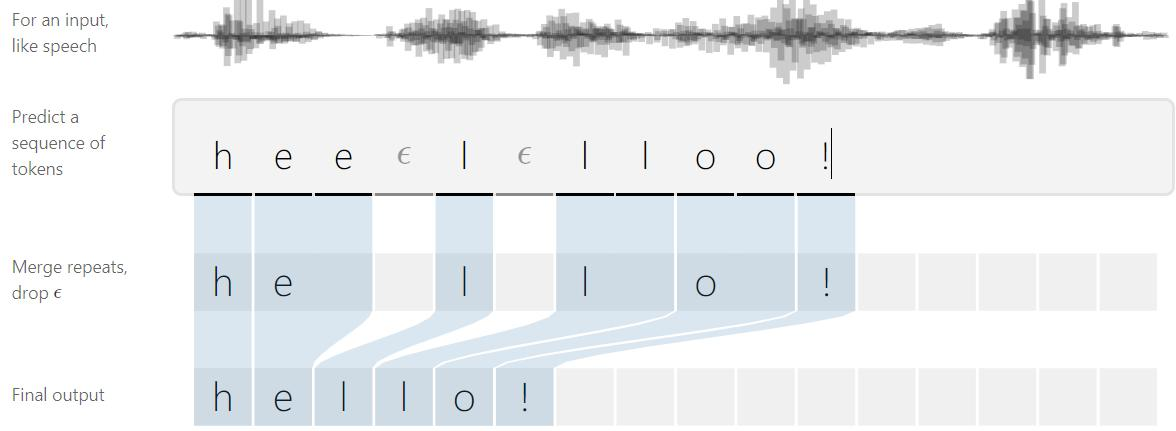 For an input,
like speech
Predict a
sequence of
tokens
h e e ϵ l ϵ l l o o !
Merge repeats,
drop ϵ
h e l l o !
Final output
h e l l o !